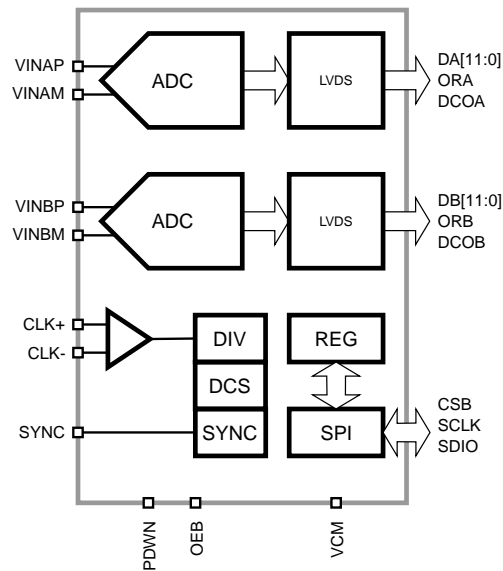 VINAP
VINAM
ADC
LVDS
DA[11:0]
ORA
DCOA
VINBP
VINBM
ADC
LVDS
DB[11:0]
ORB
DCOB
CLK+
CLK-
DIV
DCS
SYNC
REG
SPI
SYNC
CSB
SCLK
SDIO
PDWN
OEB
VCM